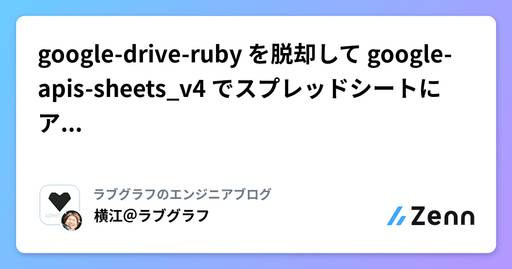 google-drive-ruby を脱却して google-
apis-sheets_v4 でスプレッドシートに
ア...
ラブグラフのエンジニアブログ
横江@ラブグラフ
Zenn